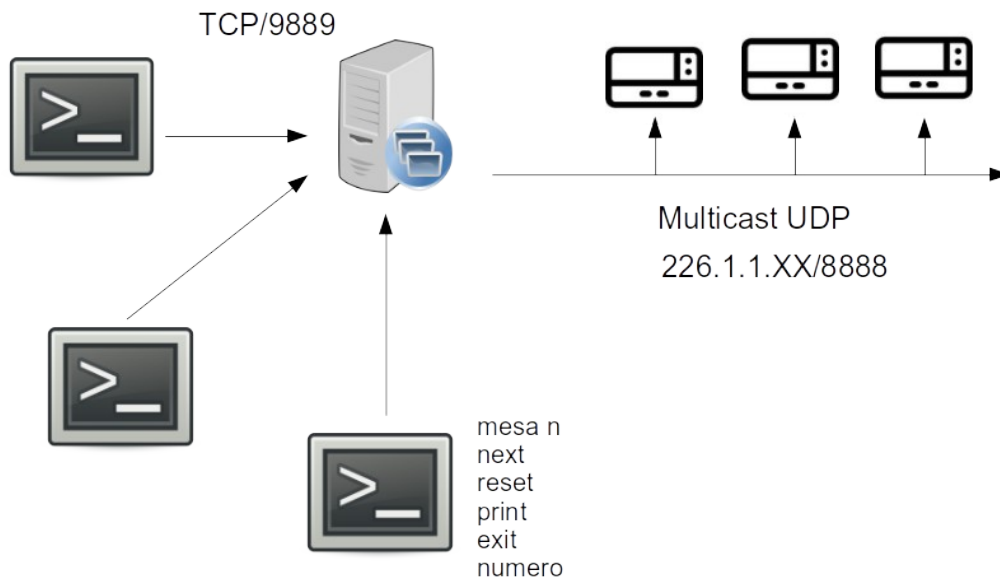 TCP/9889
>_
>_
>_
Multicast UDP
226.1.1.XX/8888
mesa n
next
reset
print
exit
numero